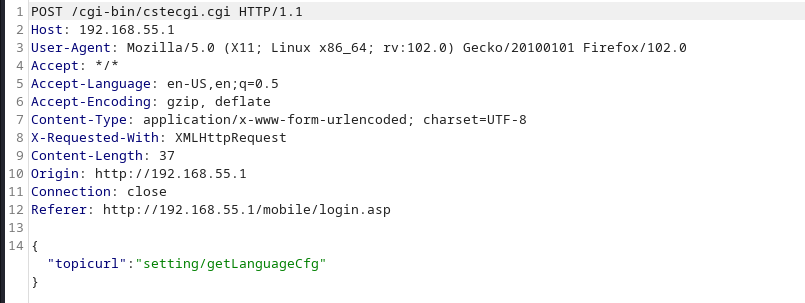 1 POST /cgi-bin/cstecgi.cgi HTTP/1.1
2 Host: 192.168.55.1
3 User-Agent: Mozilla/5.0 (X11; Linux x86_64; rv:102.0) Gecko/20100101 Firefox/102.0
4 Accept: */*
5 Accept-Language: en-US,en;q=0.5
6 Accept-Encoding: gzip, deflate
7 Content-Type: application/x-www-form-urlencoded; charset=UTF-8
8 X-Requested-With: XMLHttpRequest
9 Content-Length: 37
10 Origin: http://192.168.55.1
11 Connection: close
12 Referer: http://192.168.55.1/mobile/login.asp
13
14 {
"topicurl":"setting/getLanguageCfg"
}